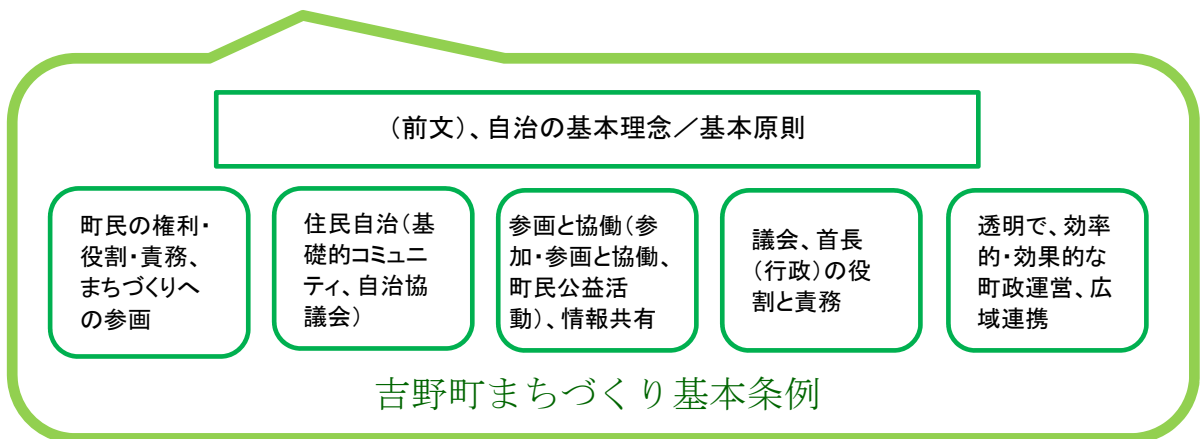 (前文)、自治の基本理念／基本原則
町民の権利・
役割・責務、
まちづくりへ
の参画
住民自治(基
礎的コミュニ
ティ、自治協
議会)
参画と協働(参
加・参画と協働、
町民公益活
動)、情報共有
議会、首長
(行政)の役
割と責務
透明で、効率
的・効果的な
町政運営、広
域連携
吉野町まちづくり基本条例